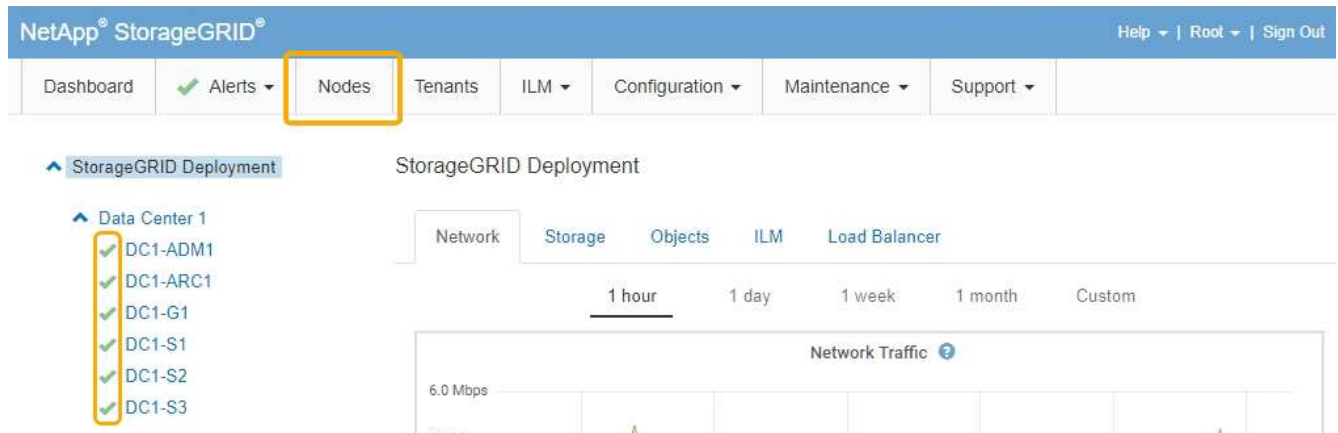 NetApp® StorageGRID®
Help | Root | Sign Out
Dashboard Alerts Nodes Tenants ILM Configuration Maintenance Support
StorageGRID Deployment
StorageGRID Deployment
Data Center 1
DC1-ADM1
DC1-ARC1
DC1-G1
DC1-S1
DC1-S2
DC1-S3
Network Storage Objects ILM Load Balancer
1 hour 1 day 1 week 1 month Custom
Network Traffic ?
6.0 Mbps